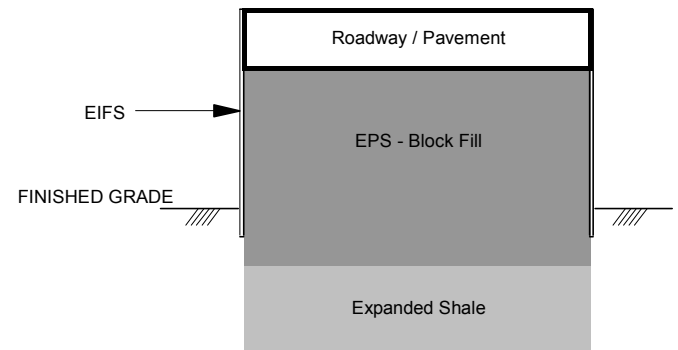 Roadway / Pavement
EIFS
EPS - Block Fill
FINISHED GRADE
Expanded Shale